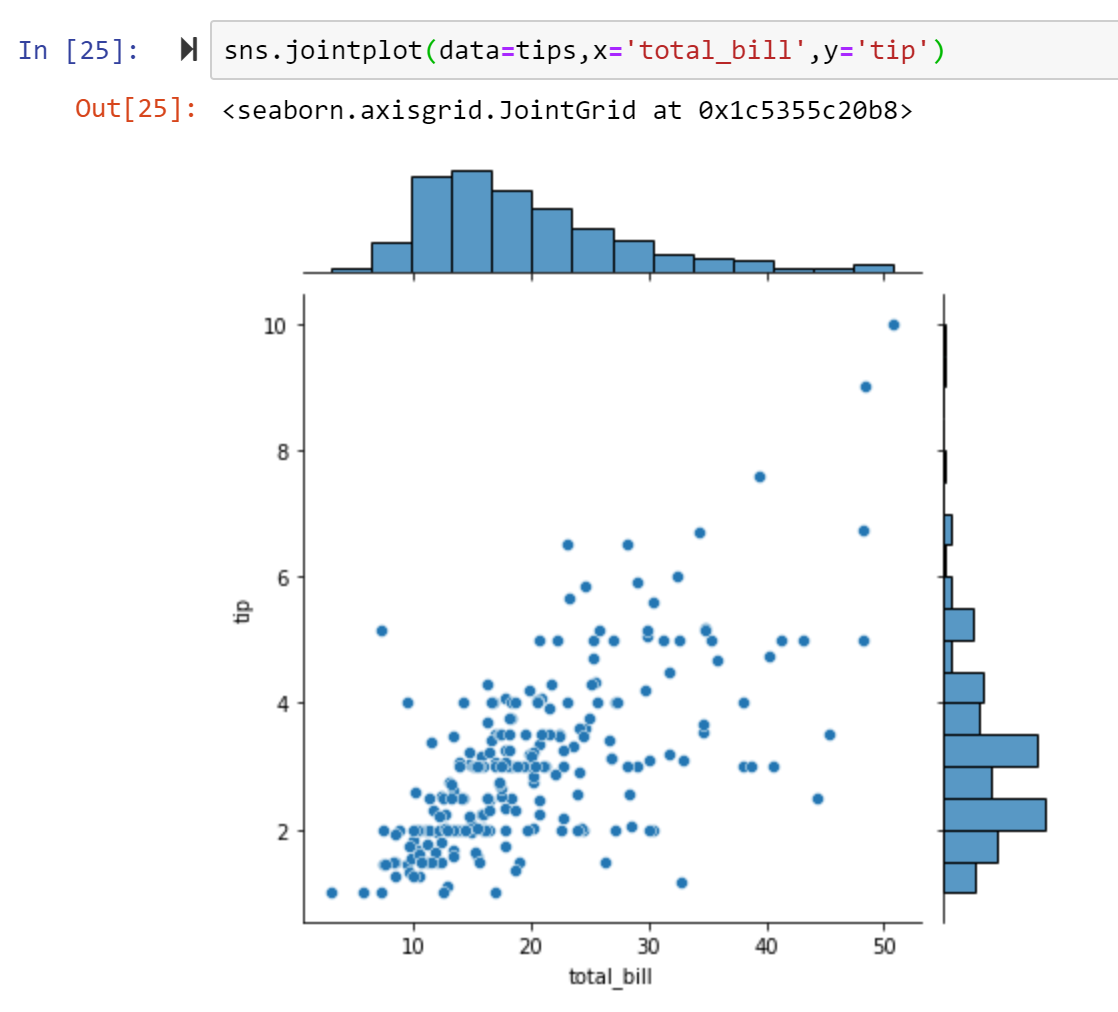 In [25]: sns.jointplot(data=tips,x='total_bill',y='tip')
Out[25]: <seaborn.axisgrid.JointGrid at 0x1c5355c20b8>
10
8
6
4
2
tip
10 20 30 40 50
total_bill